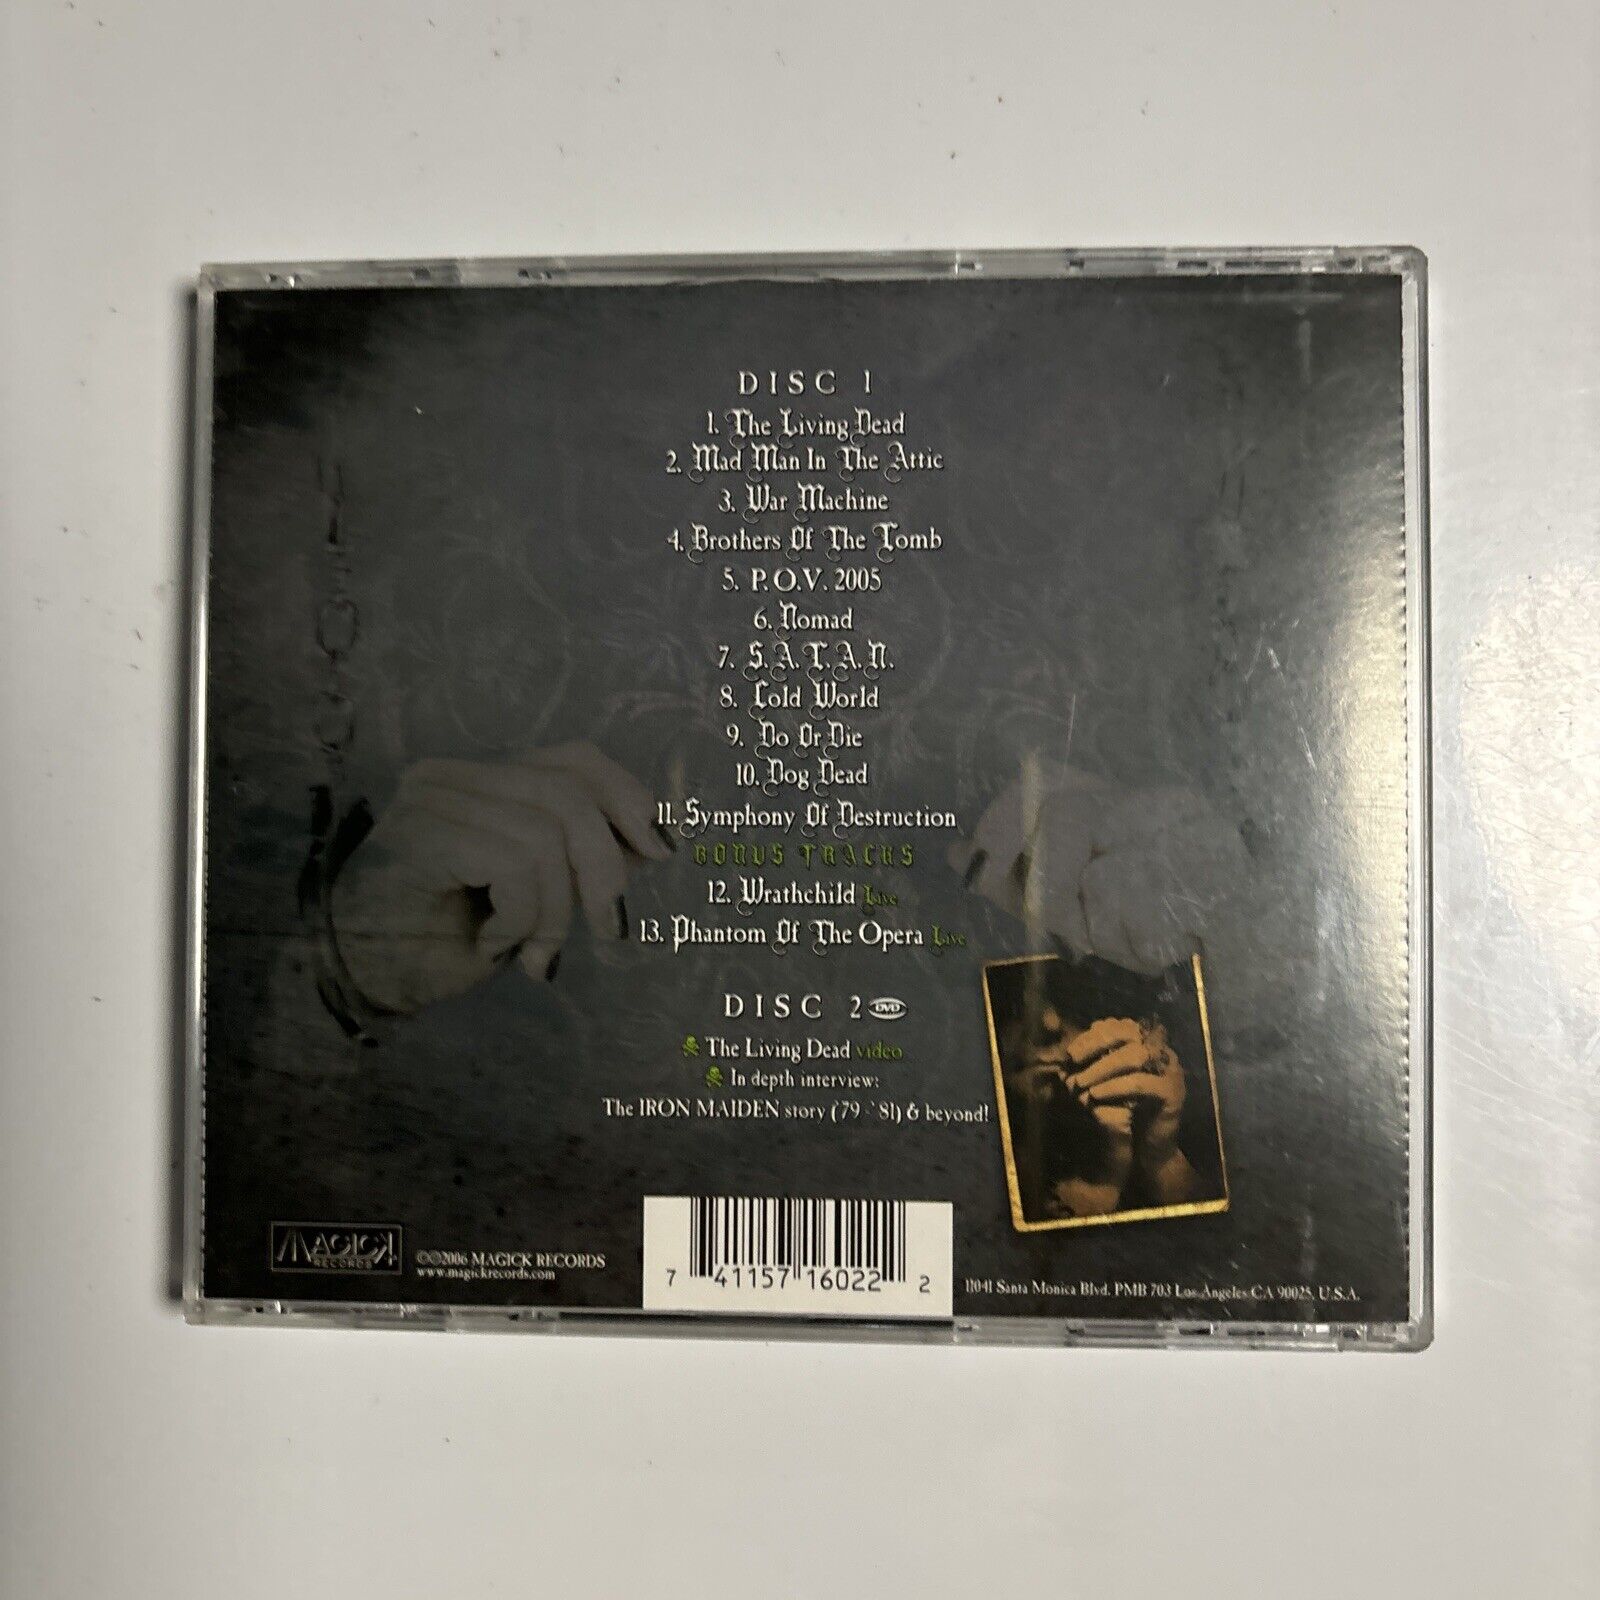 DISC 1
1. The Living Dead
2. Mad Man In The Attic
3. War Machine
4. Brothers Of The Tomb
5. P.O.V. 2005
6. Nomad
7. S.A.T.A.N.
8. Cold World
9. Do Or Die
10. Dog Dead
11. Symphony Of Destruction
BONUS TRACKS
12. Wrathchild Live
13. Phantom Of The Opera Live
DISC 2 DVD
The Living Dead video
In depth interview:
The IRON MAIDEN story ('79 - '81) & beyond!
MAGICK RECORDS
©©2006 MAGICK RECORDS
www.magickrecords.com
7 41157 16022 2
11041 Santa Monica Blvd. PMB 703 Los Angeles CA 90025, U.S.A.